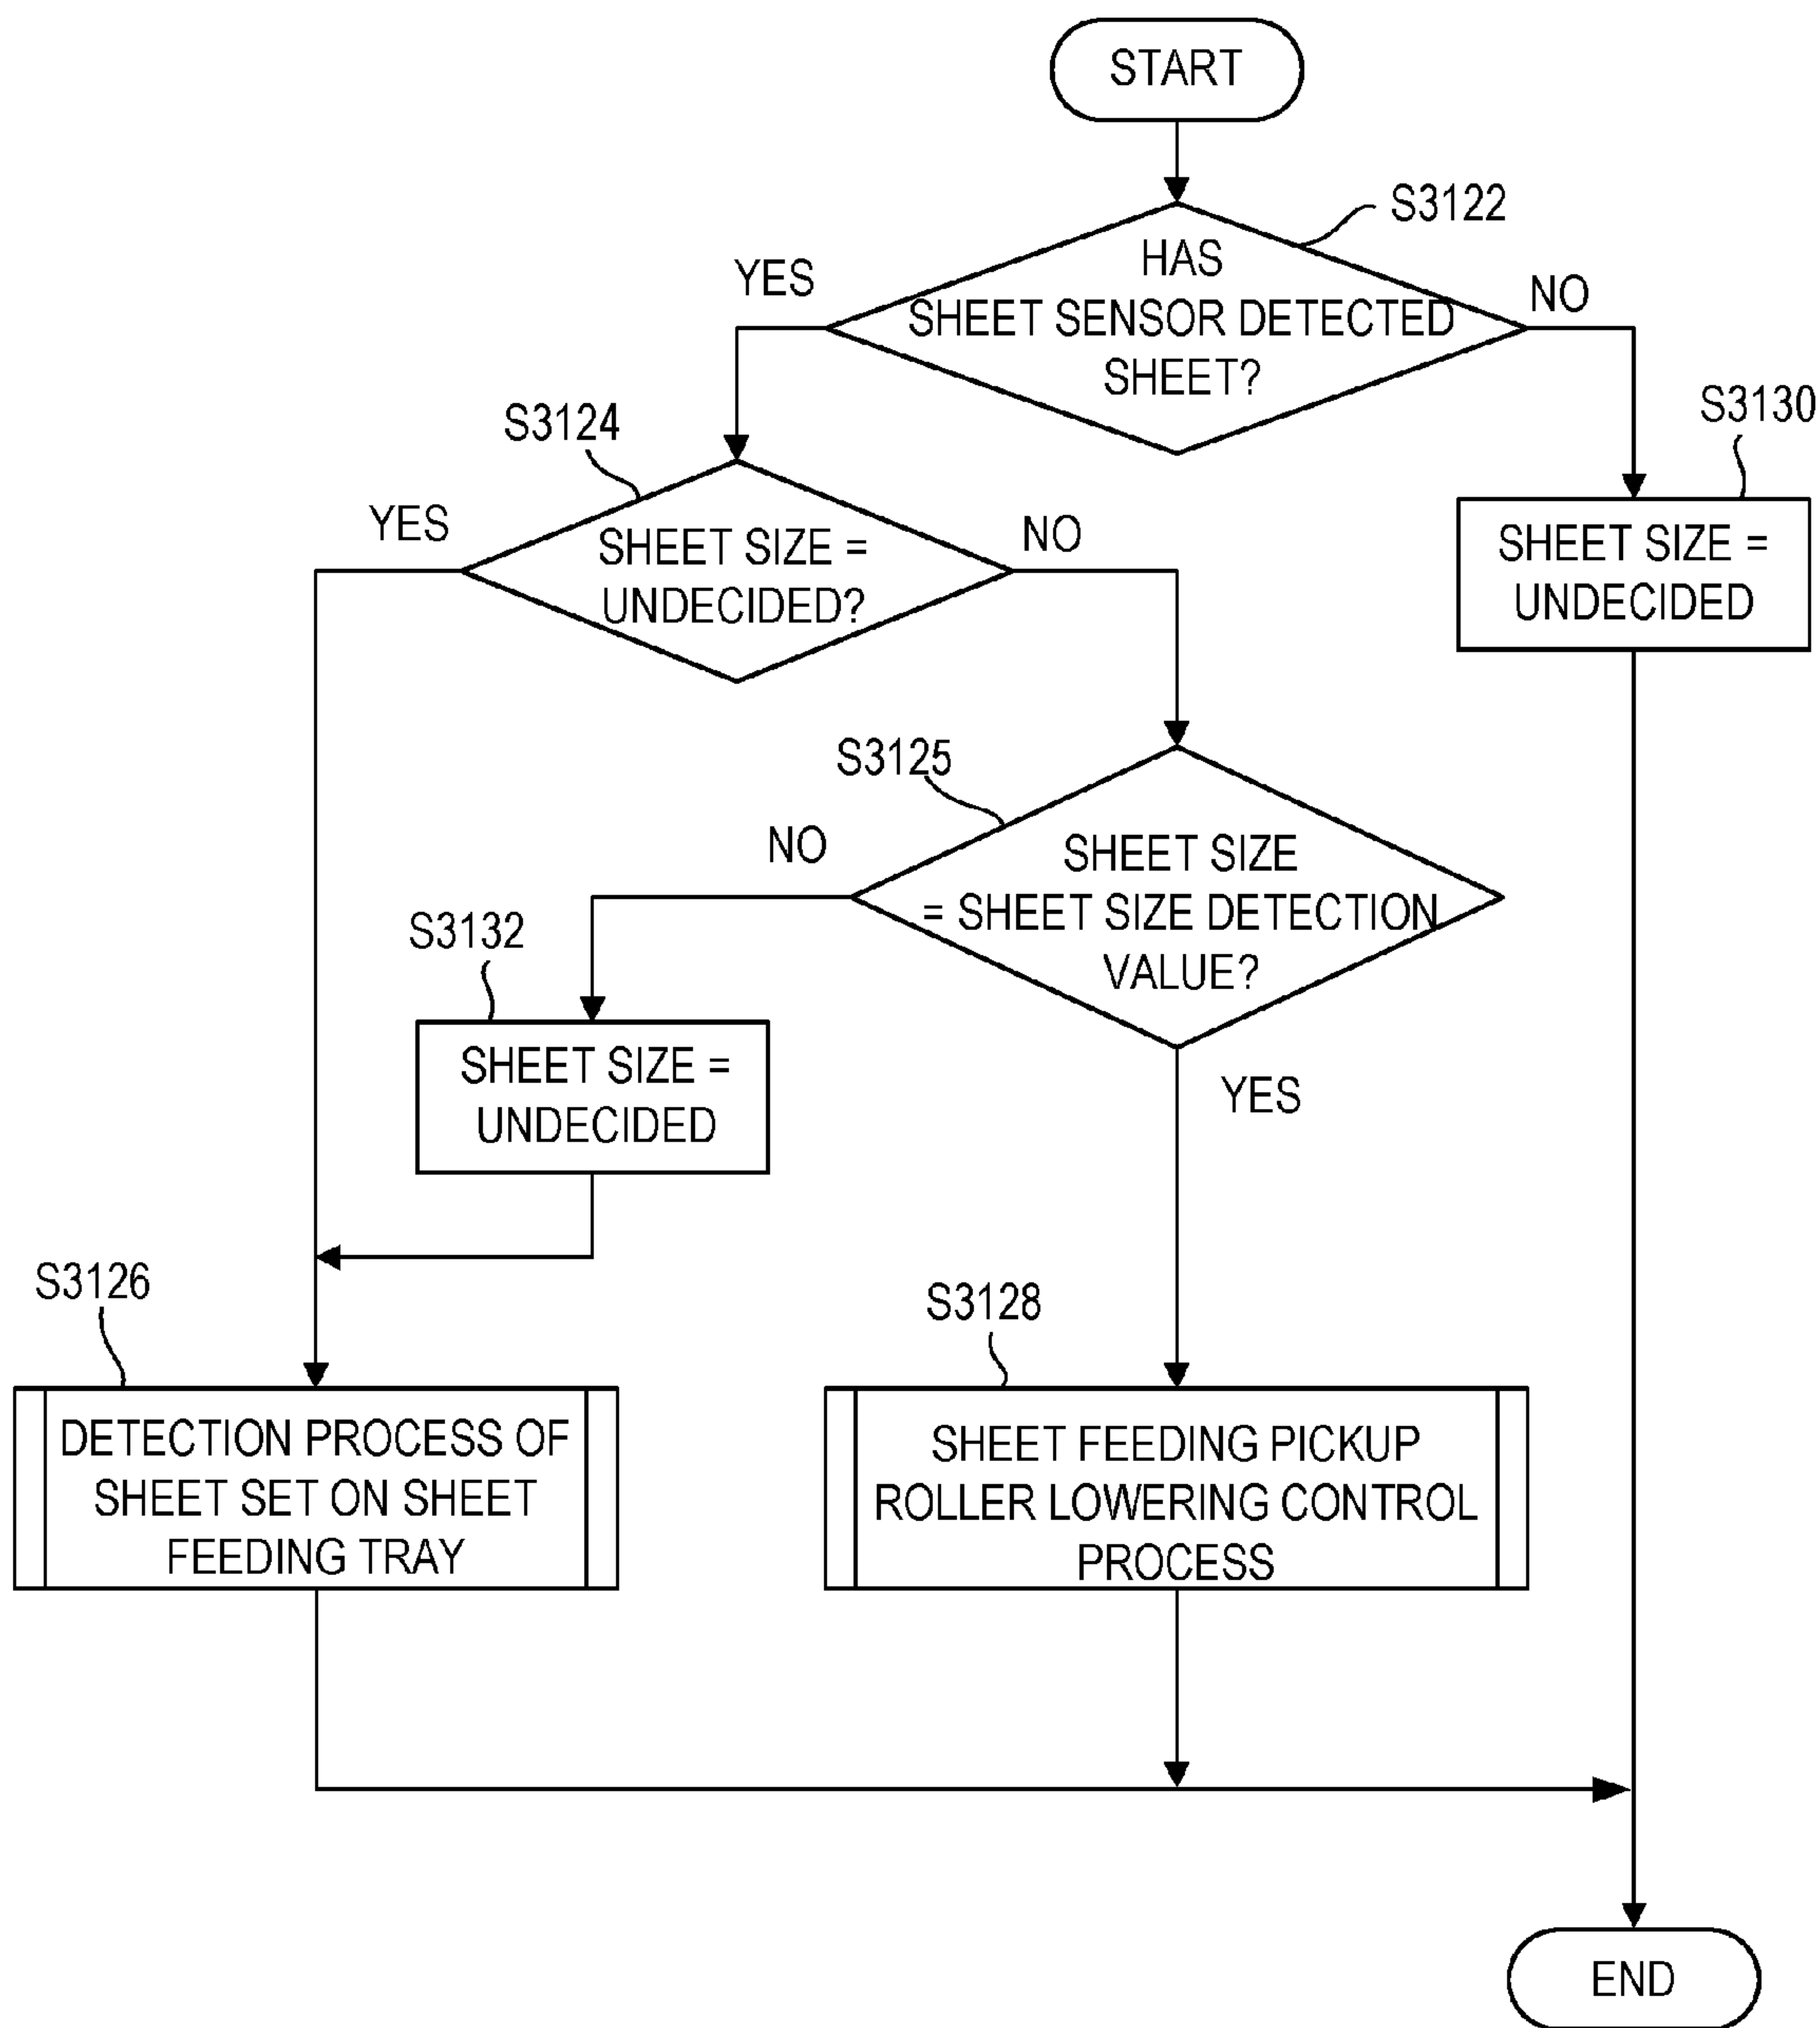 START
S3122
HAS
SHEET SENSOR DETECTED
SHEET?
YES
NO
S3130
SHEET SIZE =
UNDECIDED
S3124
YES
SHEET SIZE =
UNDECIDED?
NO
S3125
NO
SHEET SIZE
= SHEET SIZE DETECTION
VALUE?
YES
S3132
SHEET SIZE =
UNDECIDED
S3126
DETECTION PROCESS OF
SHEET SET ON SHEET
FEEDING TRAY
S3128
SHEET FEEDING PICKUP
ROLLER LOWERING CONTROL
PROCESS
END